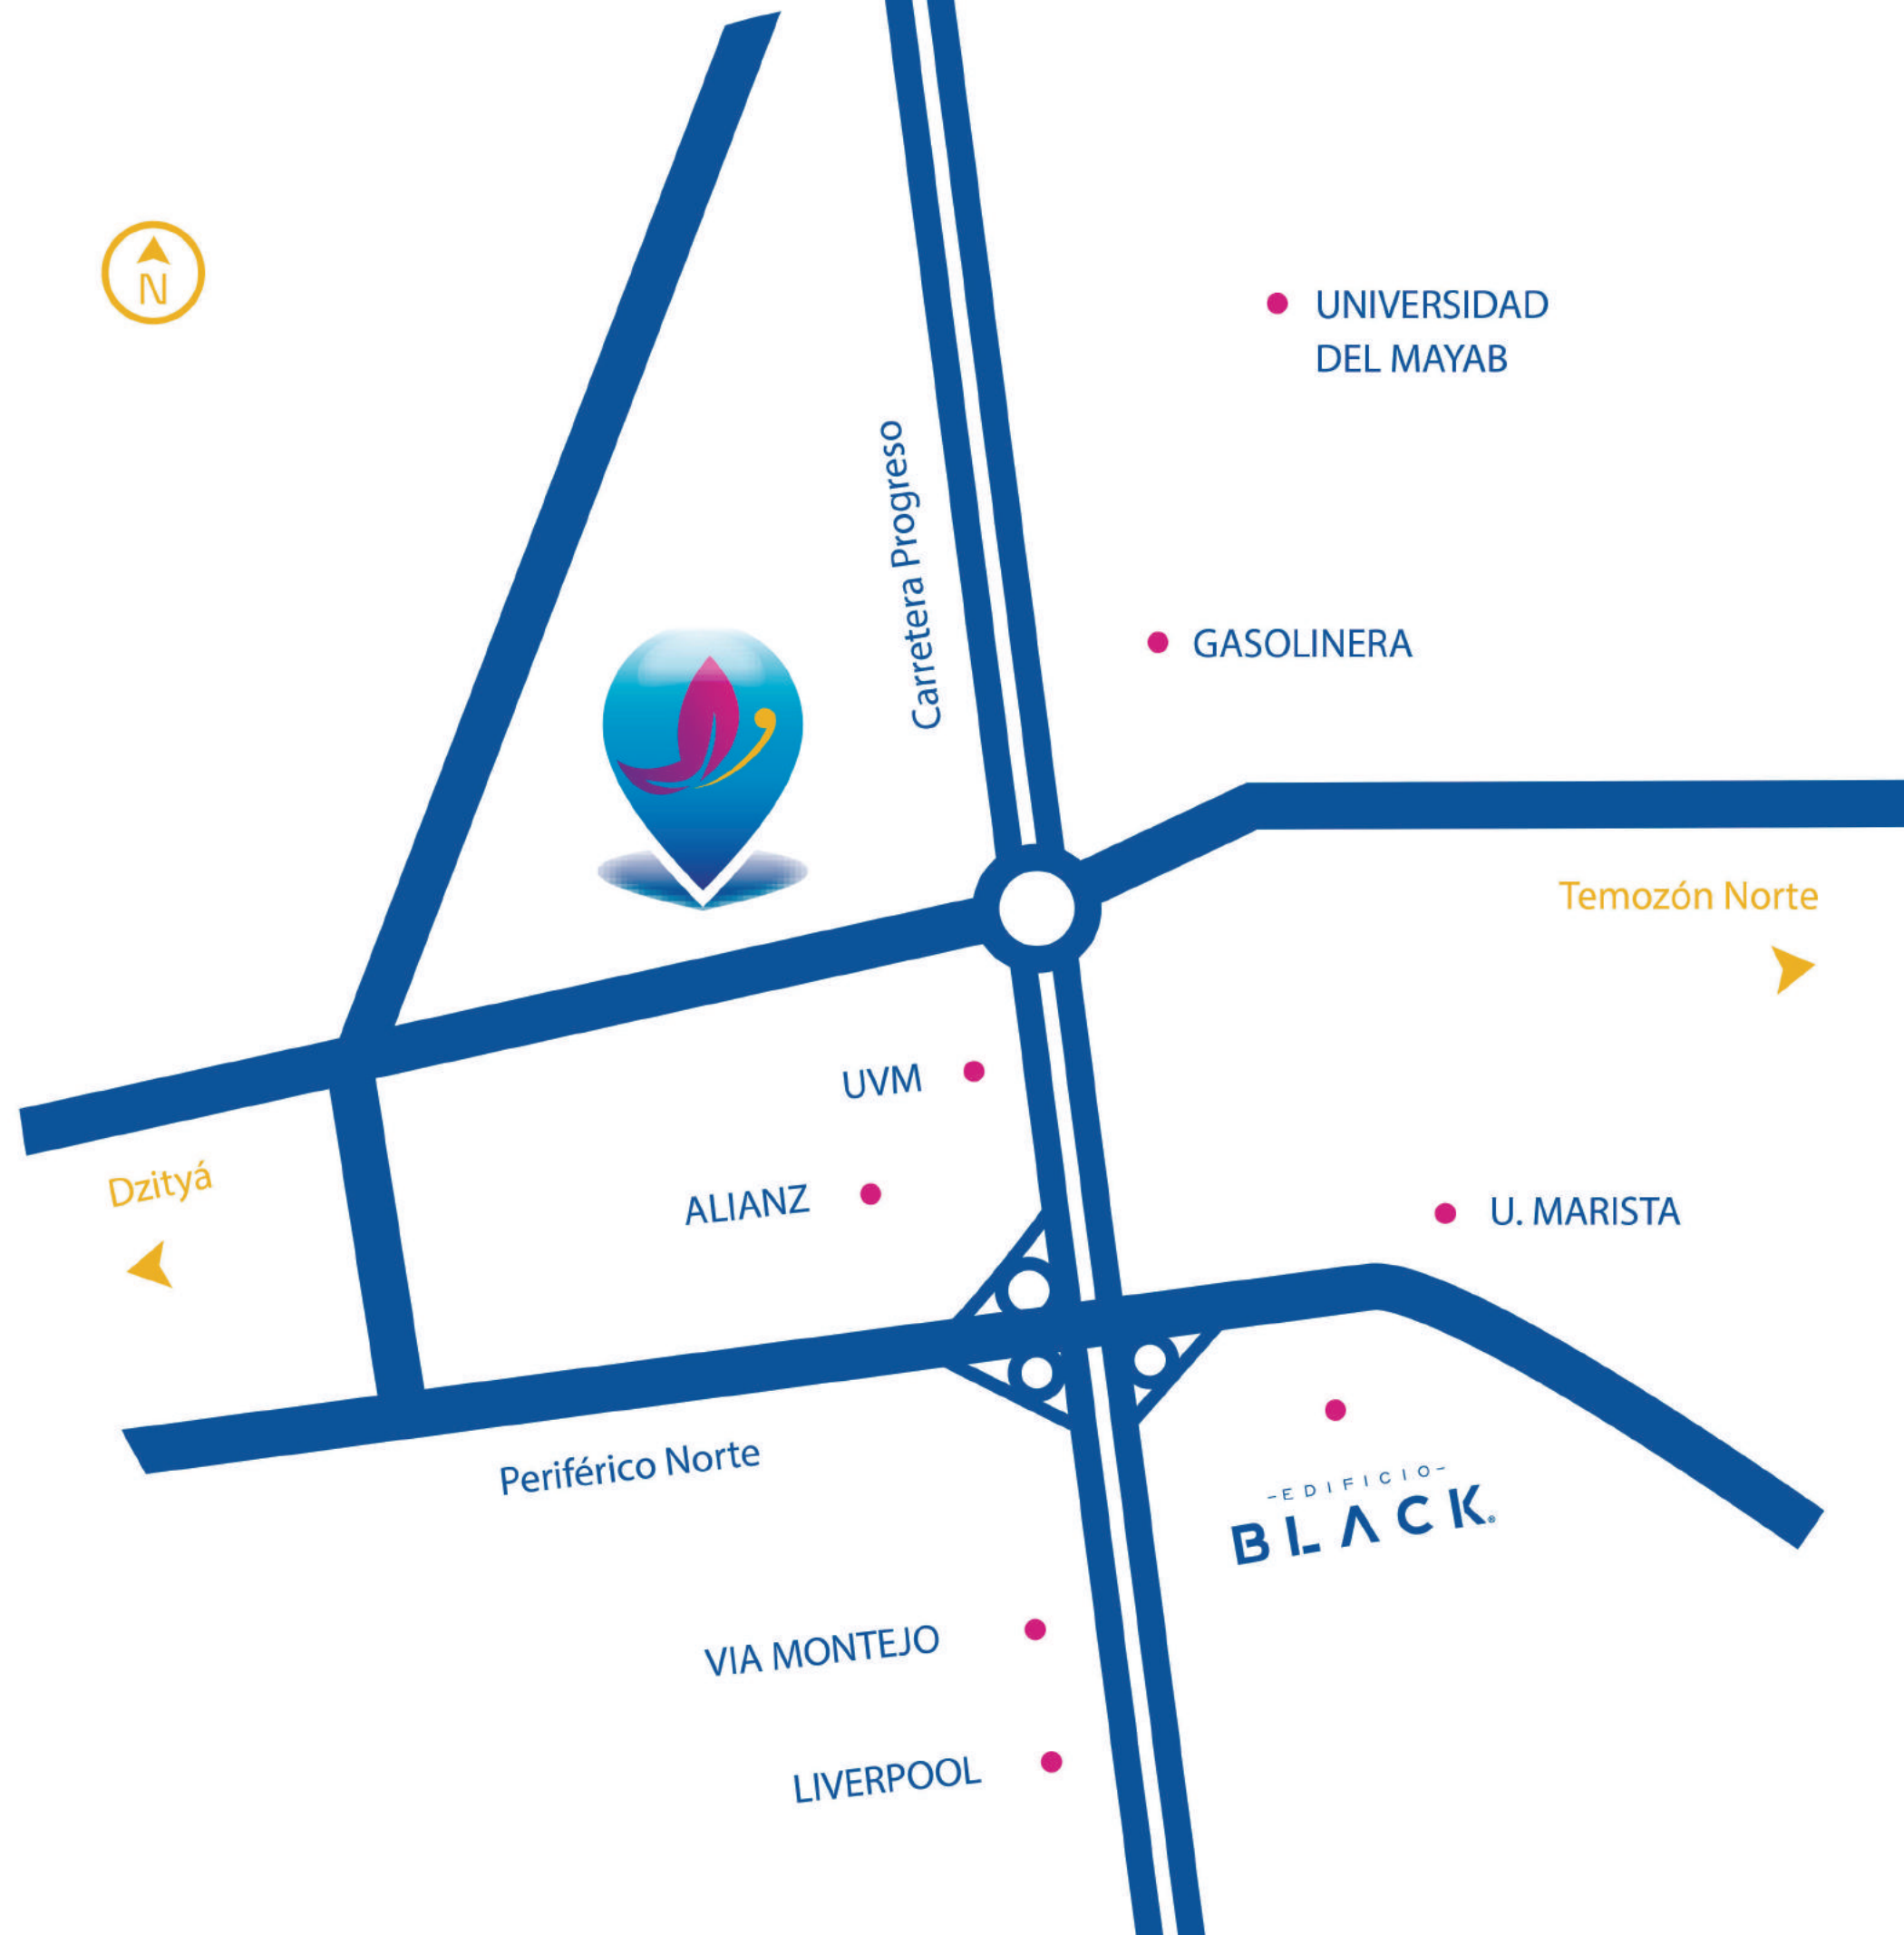 N
UNIVERSIDAD
DEL MAYAB
Carretera Progreso
GASOLINERA
Temozón Norte
UVM
Dzityá
ALIANZ
U. MARISTA
Periférico Norte
-EDIFICIO-
BLACK®
VIA MONTEJO
LIVERPOOL